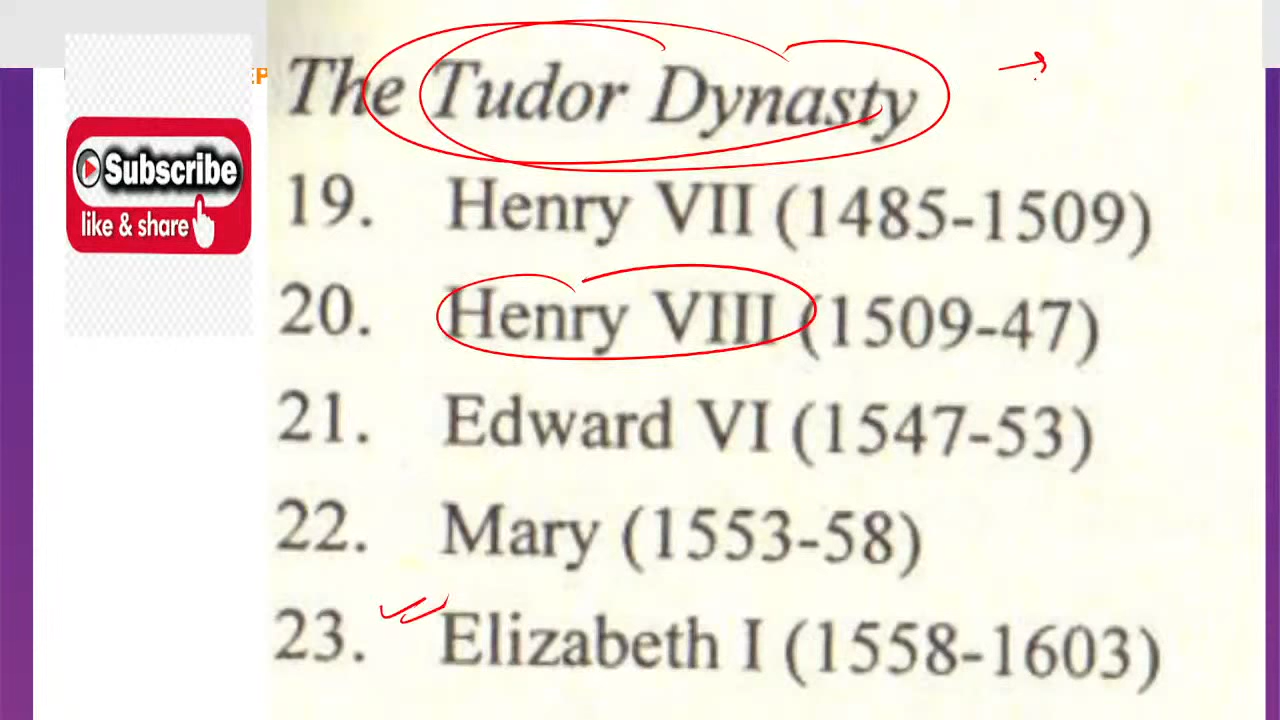 EP
The Tudor Dynasty
Subscribe
like & share
19. Henry VII (1485-1509)
20. Henry VIII (1509-47)
21. Edward VI (1547-53)
22. Mary (1553-58)
23. Elizabeth I (1558-1603)